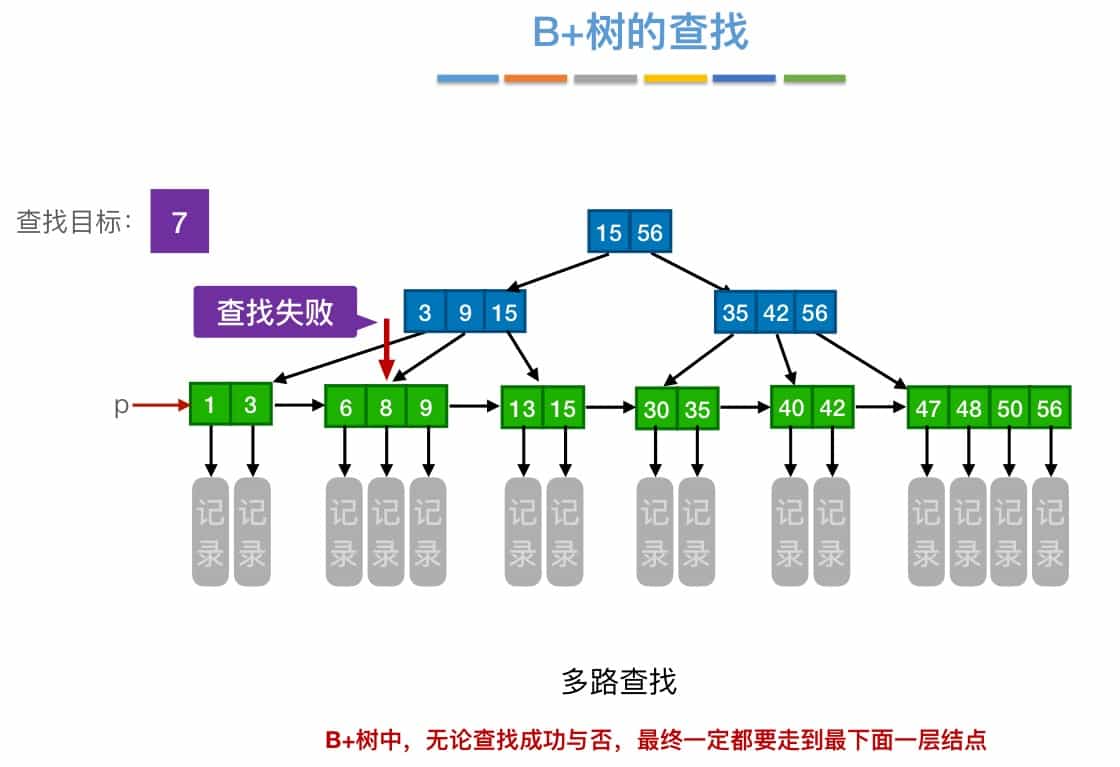 B+树的查找
查找目标：
7
15 56
查找失败
3 9 15
35 42 56
p
1 3
6 8 9
13 15
30 35
40 42
47 48 50 56
记录 记录 记录 记录 记录 记录 记录 记录 记录 记录 记录 记录 记录 记录 记录
多路查找
B+树中，无论查找成功与否，最终一定都要走到最下面一层结点